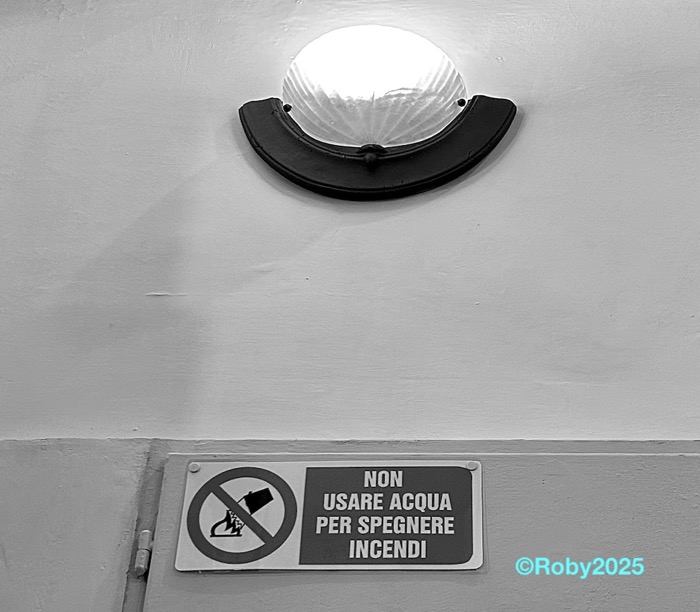 NON
USARE ACQUA
PER SPEGNERE
INCENDI
©Roby2025